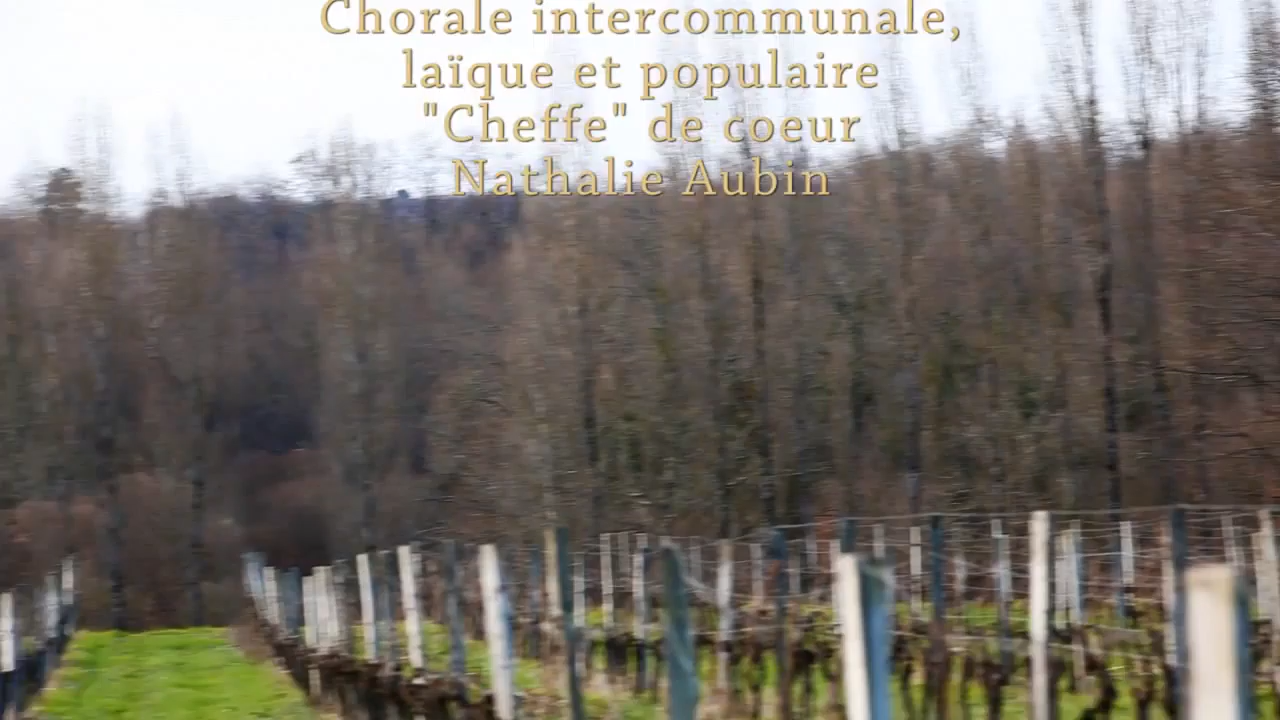 Chorale intercommunale,
laïque et populaire
"Cheffe" de coeur
Nathalie Aubin